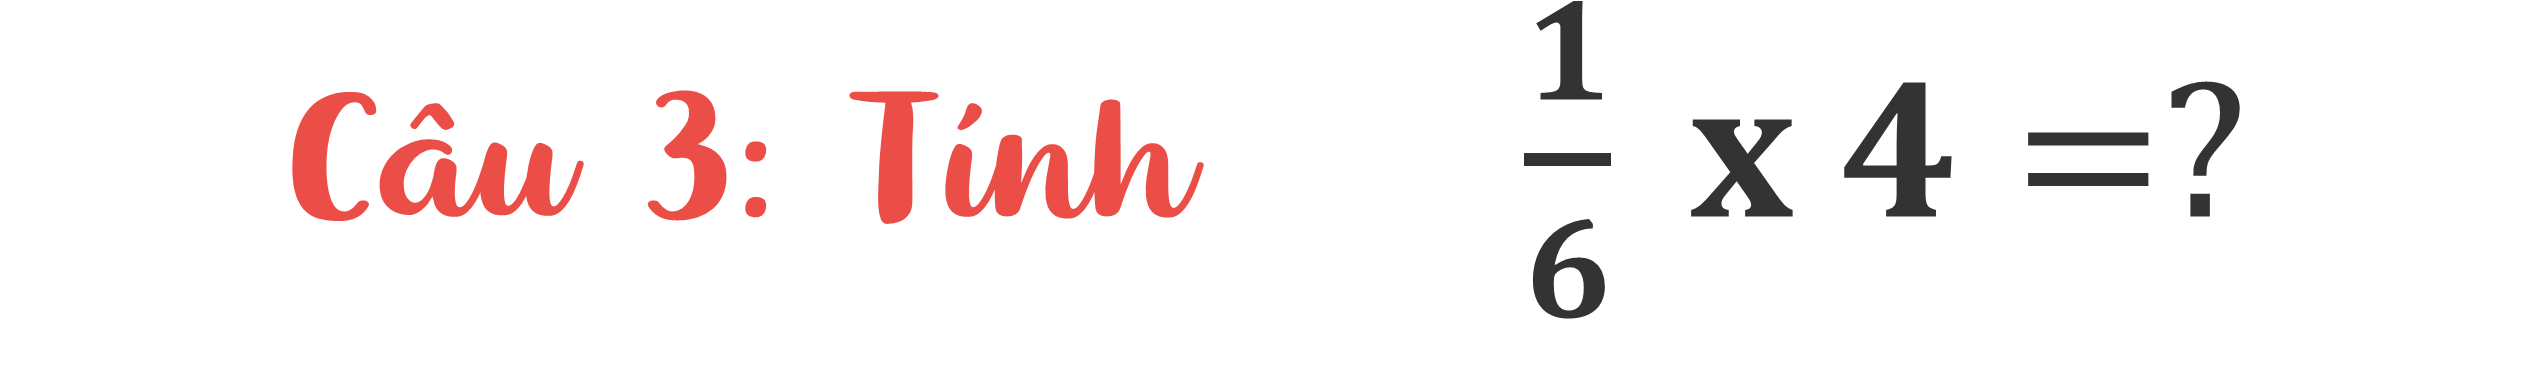 Câu 3: Tính 1/6 x 4 =?